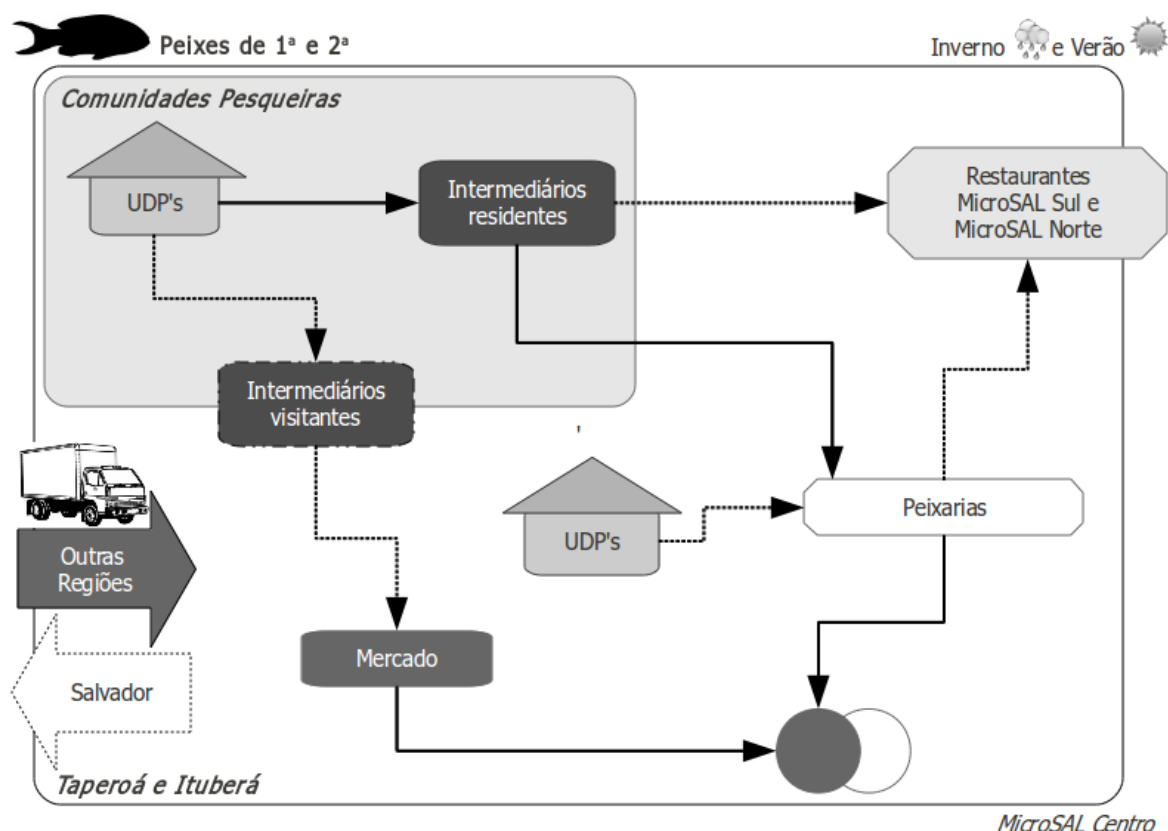 Peixes de 1ª e 2ª
Inverno e Verão
Comunidades Pesqueiras
UDP's
Intermediários
residentes
Restaurantes
MicroSAL Sul e
MicroSAL Norte
Intermediários
visitantes
'
UDP's
Peixarias
Outras
Regiões
Mercado
Salvador
Taperoá e Ituberá
MicroSAL Centro